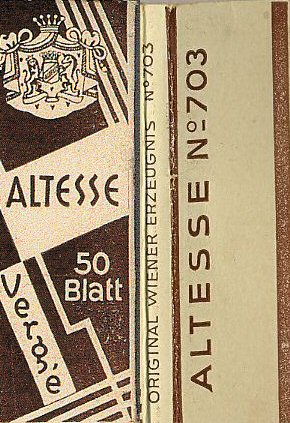 ALTESSE
50
Blatt
Vergé
ORIGINAL WIENER ERZEUGNIS Nº703
ALTESSE Nº703